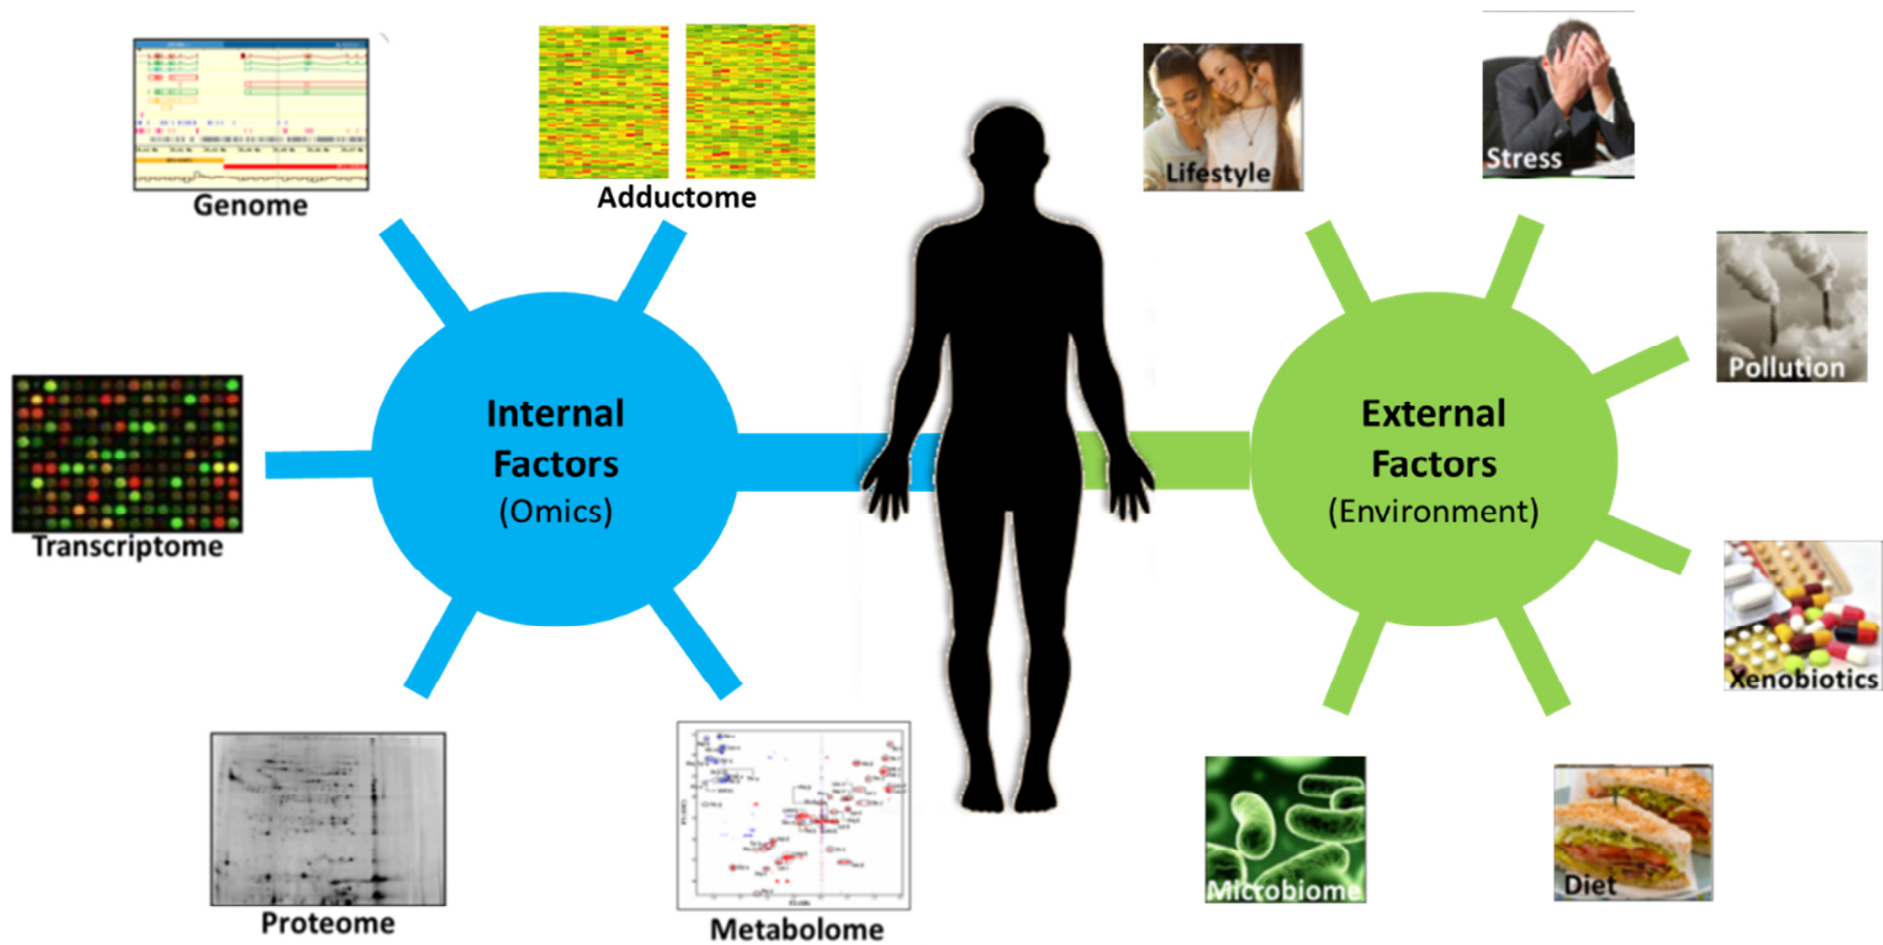 Genome
Adductome
Lifestyle
Stress
Pollution
Internal
Factors
(Omics)
External
Factors
(Environment)
Transcriptome
Xenobiotics
Proteome
Metabolome
Microbiome
Diet